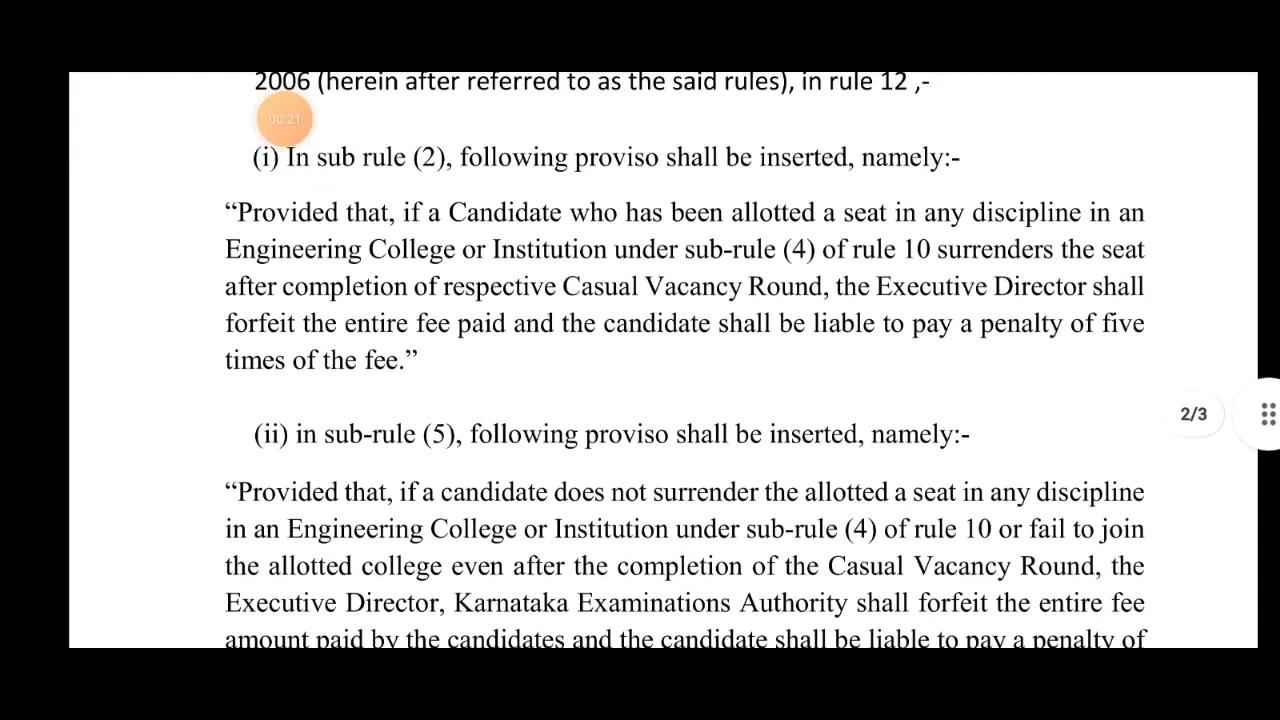 2006 (herein after referred to as the said rules), in rule 12 ,-
00:21
(i) In sub rule (2), following proviso shall be inserted, namely:-
“Provided that, if a Candidate who has been allotted a seat in any discipline in an
Engineering College or Institution under sub-rule (4) of rule 10 surrenders the seat
after completion of respective Casual Vacancy Round, the Executive Director shall
forfeit the entire fee paid and the candidate shall be liable to pay a penalty of five
times of the fee.”
2/3
(ii) in sub-rule (5), following proviso shall be inserted, namely:-
“Provided that, if a candidate does not surrender the allotted a seat in any discipline
in an Engineering College or Institution under sub-rule (4) of rule 10 or fail to join
the allotted college even after the completion of the Casual Vacancy Round, the
Executive Director, Karnataka Examinations Authority shall forfeit the entire fee
amount paid by the candidates and the candidate shall be liable to pay a penalty of